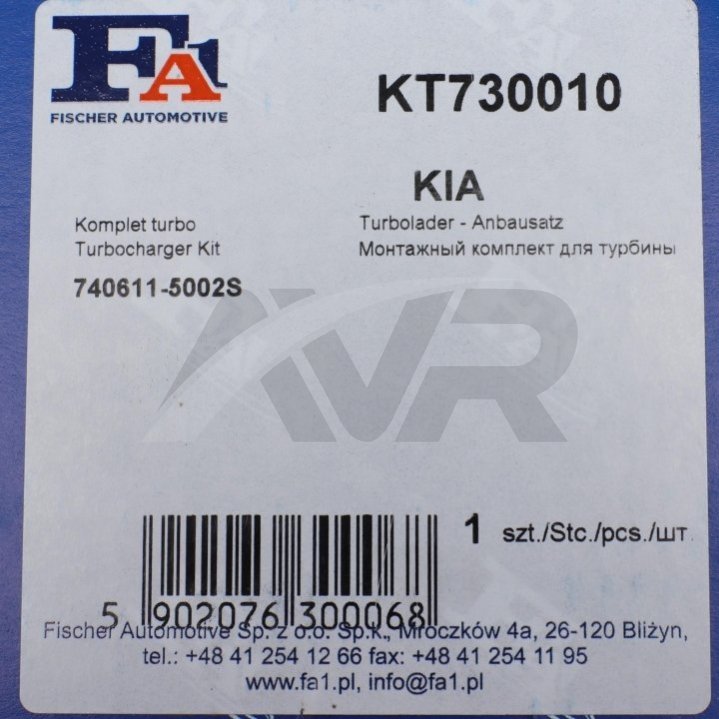 FA1
FISCHER AUTOMOTIVE
KT730010
KIA
Komplet turbo
Turbocharger Kit
740611-5002S
Turbolader - Anbausatz
Монтажный комплект для турбины
AVR
1 szt./Stc./pcs./шт.
5 902076 300068
Fischer Automotive Sp. z o.o. Sp.k., Mroczków 4a, 26-120 Bliżyn,
tel.: +48 41 254 12 66 fax: +48 41 254 11 95
www.fa1.pl, info@fa1.pl